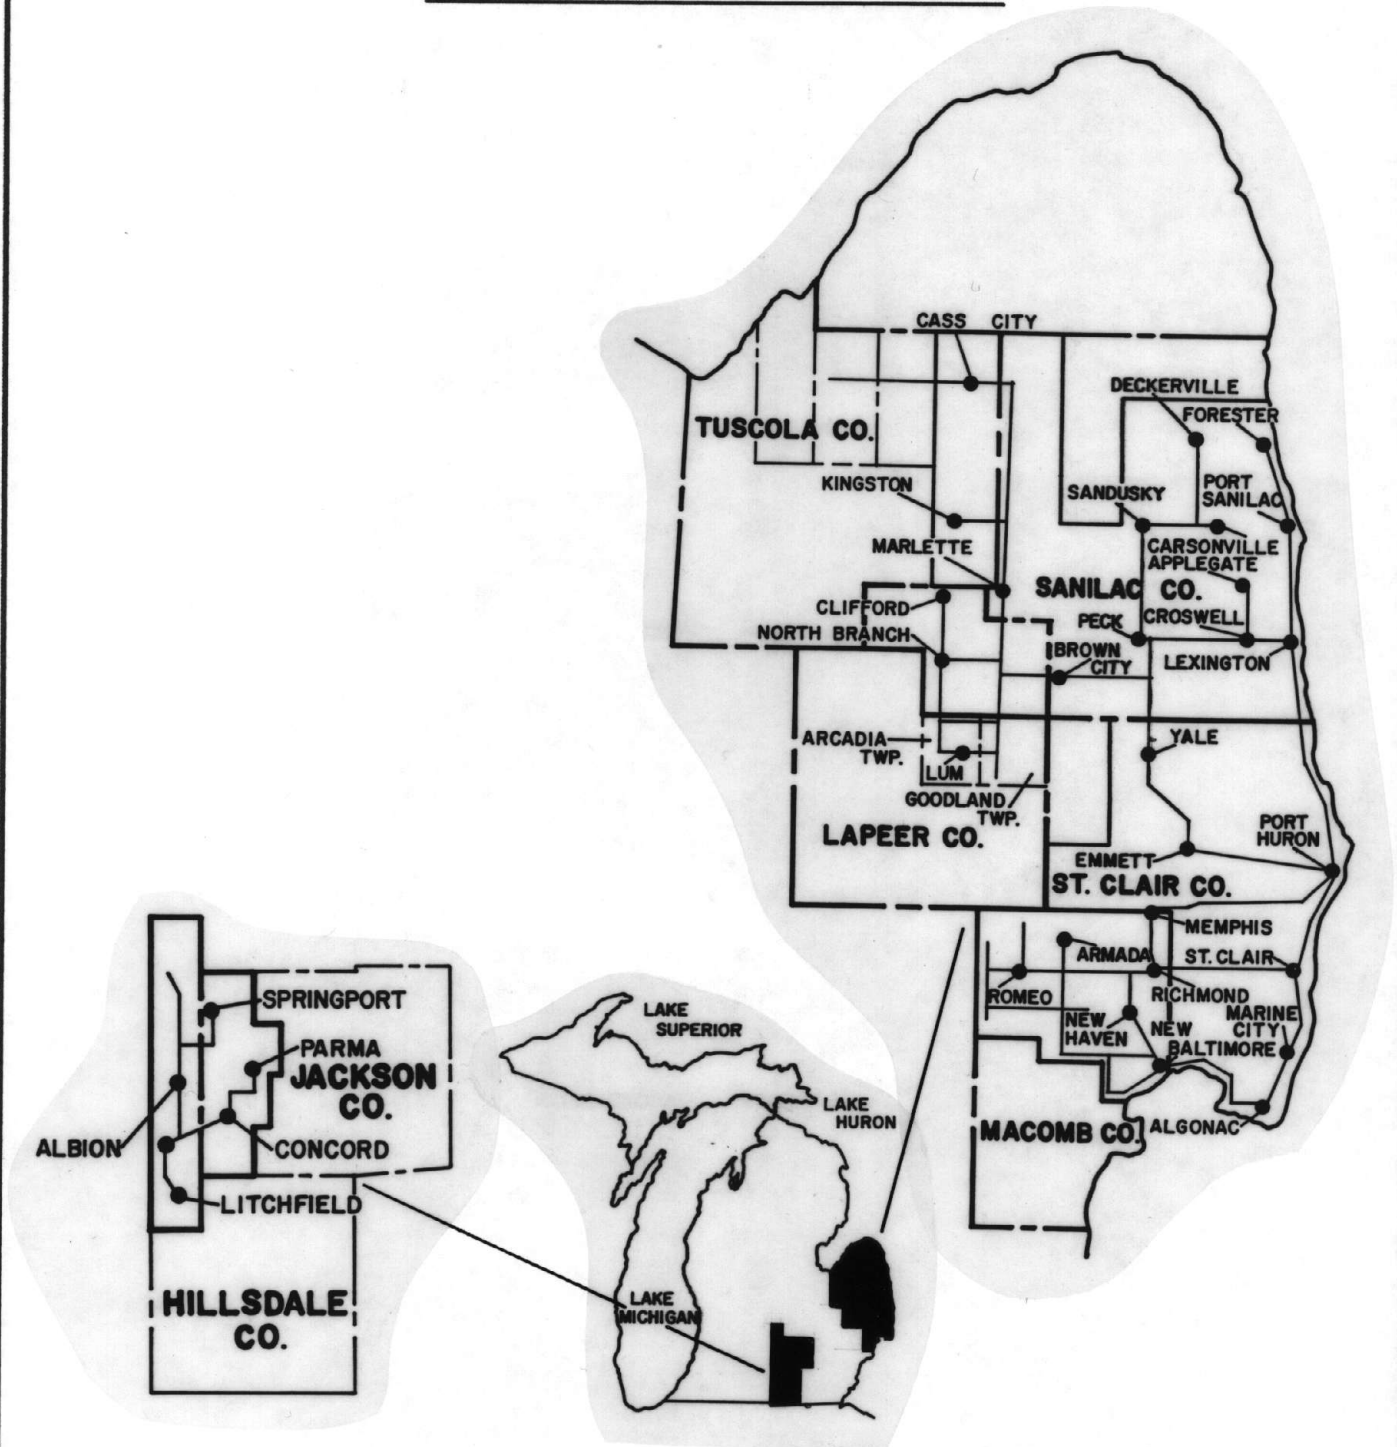 CASS CITY
DECKERVILLE
FORESTER
TUSCOLA CO.
KINGSTON
SANDUSKY
PORT
SANILAC
MARLETTE
CARSONVILLE
APPLEGATE
SANILAC CO.
CLIFFORD
PECK
CROSWELL
NORTH BRANCH
BROWN
CITY
LEXINGTON
ARCADIA
TWP.
LUM
YALE
GOODLAND
TWP.
LAPEER CO.
PORT
HURON
EMMETT
ST. CLAIR CO.
MEMPHIS
ARMADA
ST. CLAIR
ROMEO
RICHMOND
NEW
HAVEN
MARINE
CITY
NEW
BALTIMORE
MACOMB CO.
ALGONAC
SPRINGPORT
PARMA
JACKSON
CO.
ALBION
CONCORD
LITCHFIELD
HILLSDALE
CO.
LAKE
SUPERIOR
LAKE
HURON
LAKE
MICHIGAN